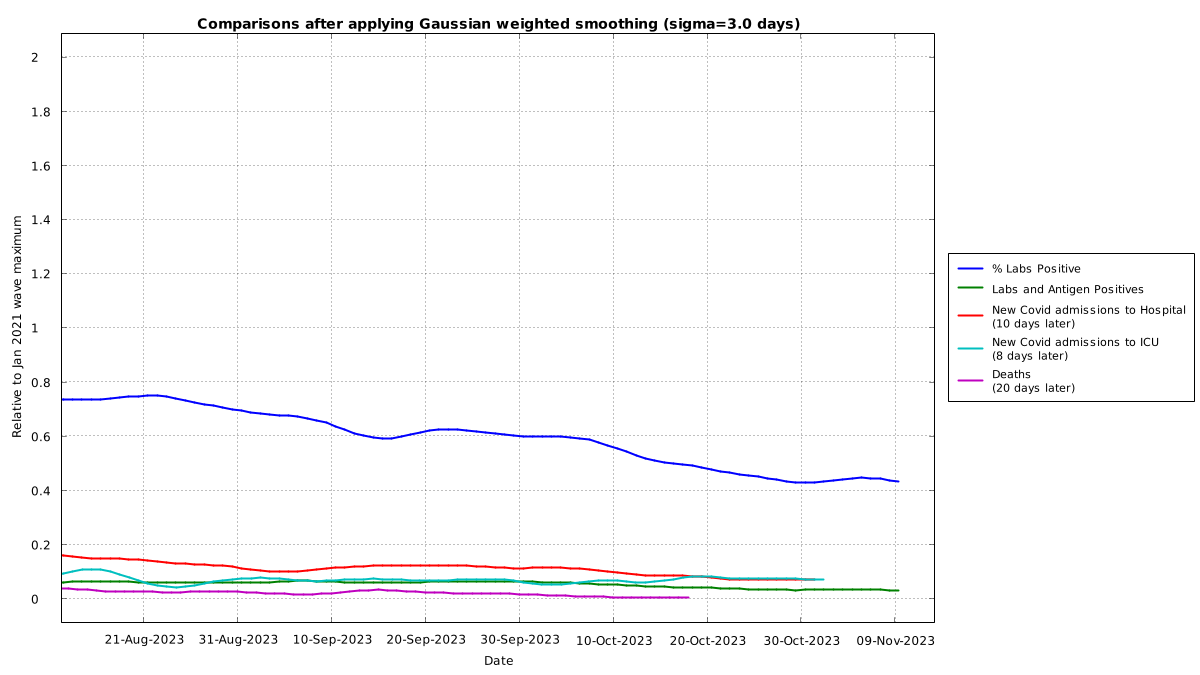 Comparisons after applying Gaussian weighted smoothing (sigma=3.0 days)
2
1.8
1.6
1.4
1.2
1
0.8
0.6
0.4
0.2
0
Relative to Jan 2021 wave maximum
21-Aug-2023 31-Aug-2023 10-Sep-2023 20-Sep-2023 30-Sep-2023 10-Oct-2023 20-Oct-2023 30-Oct-2023 09-Nov-2023
Date
% Labs Positive
Labs and Antigen Positives
New Covid admissions to Hospital
(10 days later)
New Covid admissions to ICU
(8 days later)
Deaths
(20 days later)